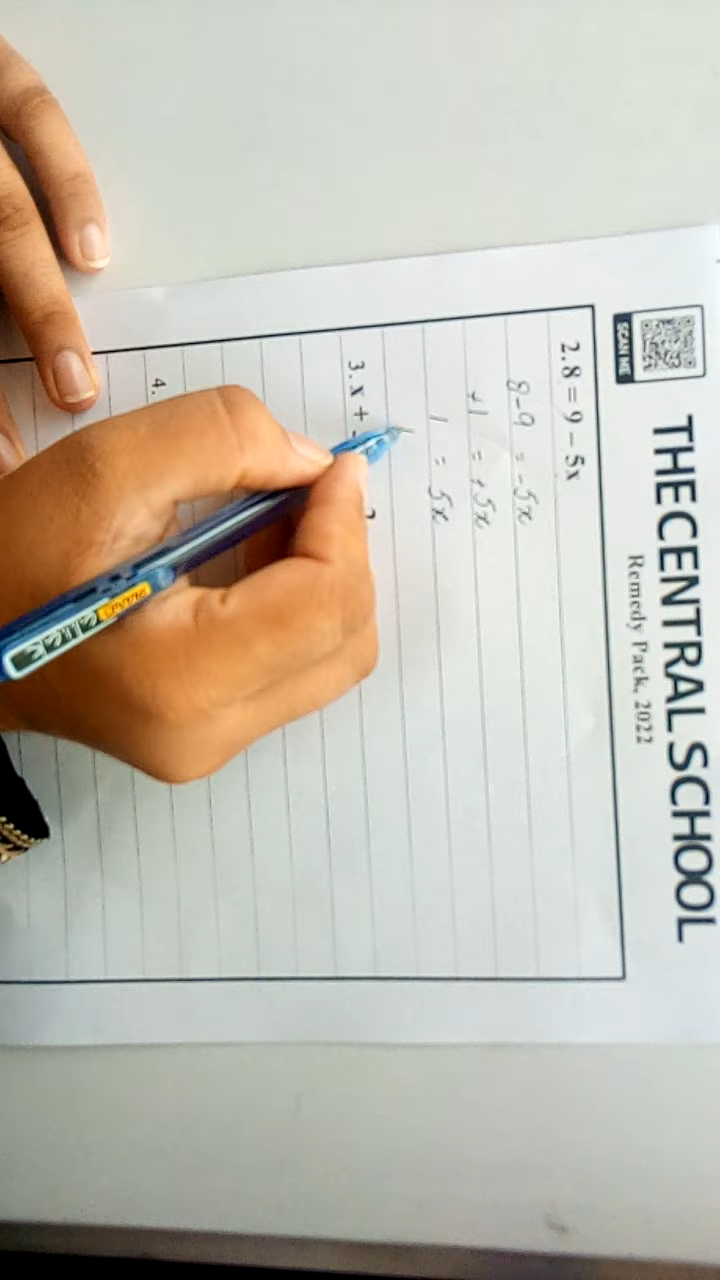 SCAN ME
THE CENTRAL SCHOOL
Remedy Pack, 2022
2. 8 = 9 – 5x
8-9 = -5x
+1 = +5x
1 = 5x
3. x +
4.